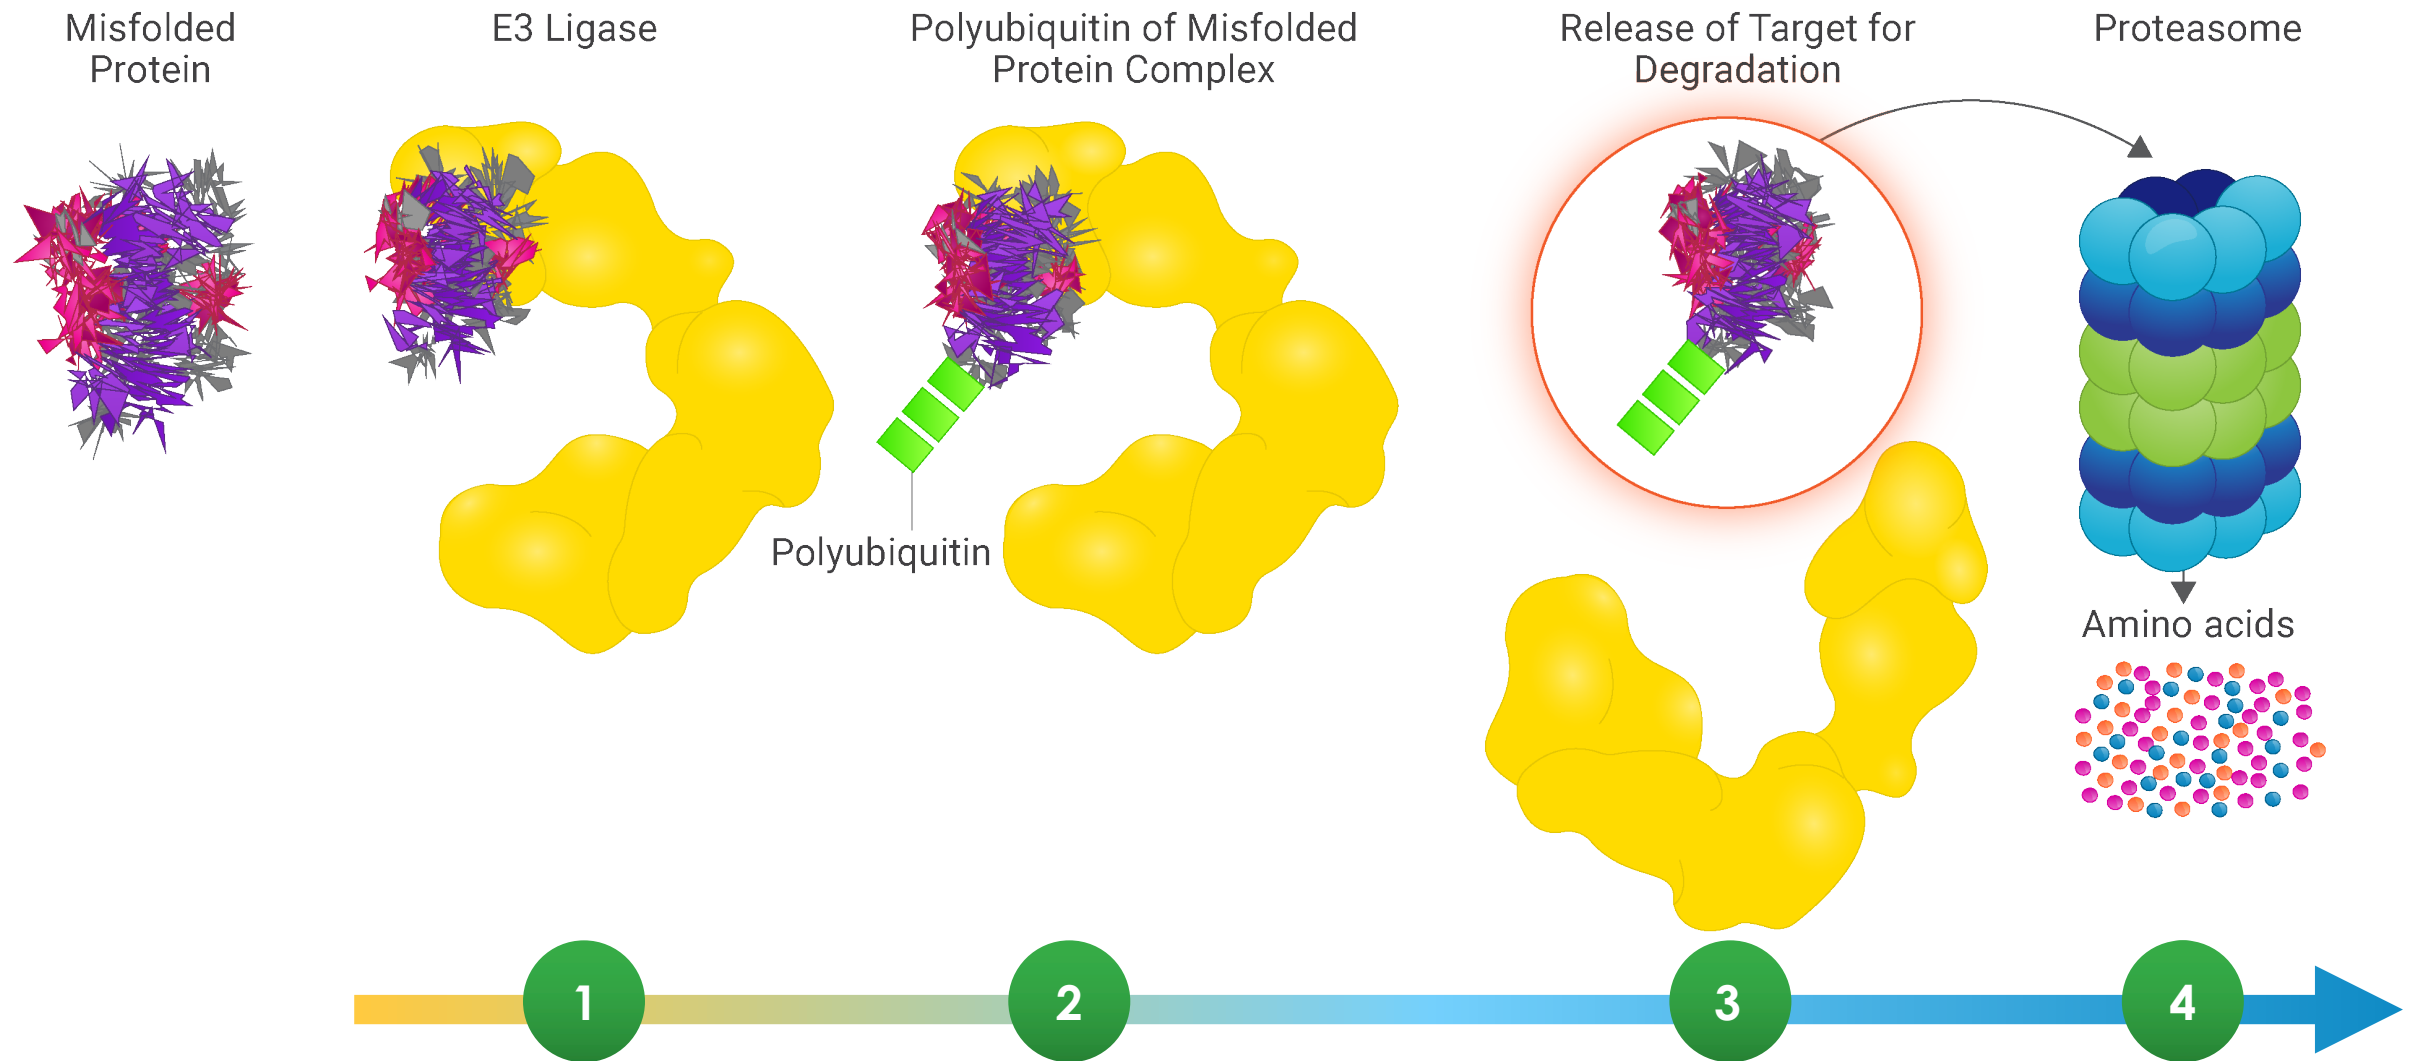 Misfolded
Protein
E3 Ligase
Polyubiquitin of Misfolded
Protein Complex
Release of Target for
Degradation
Proteasome
Polyubiquitin
Amino acids
1
2
3
4